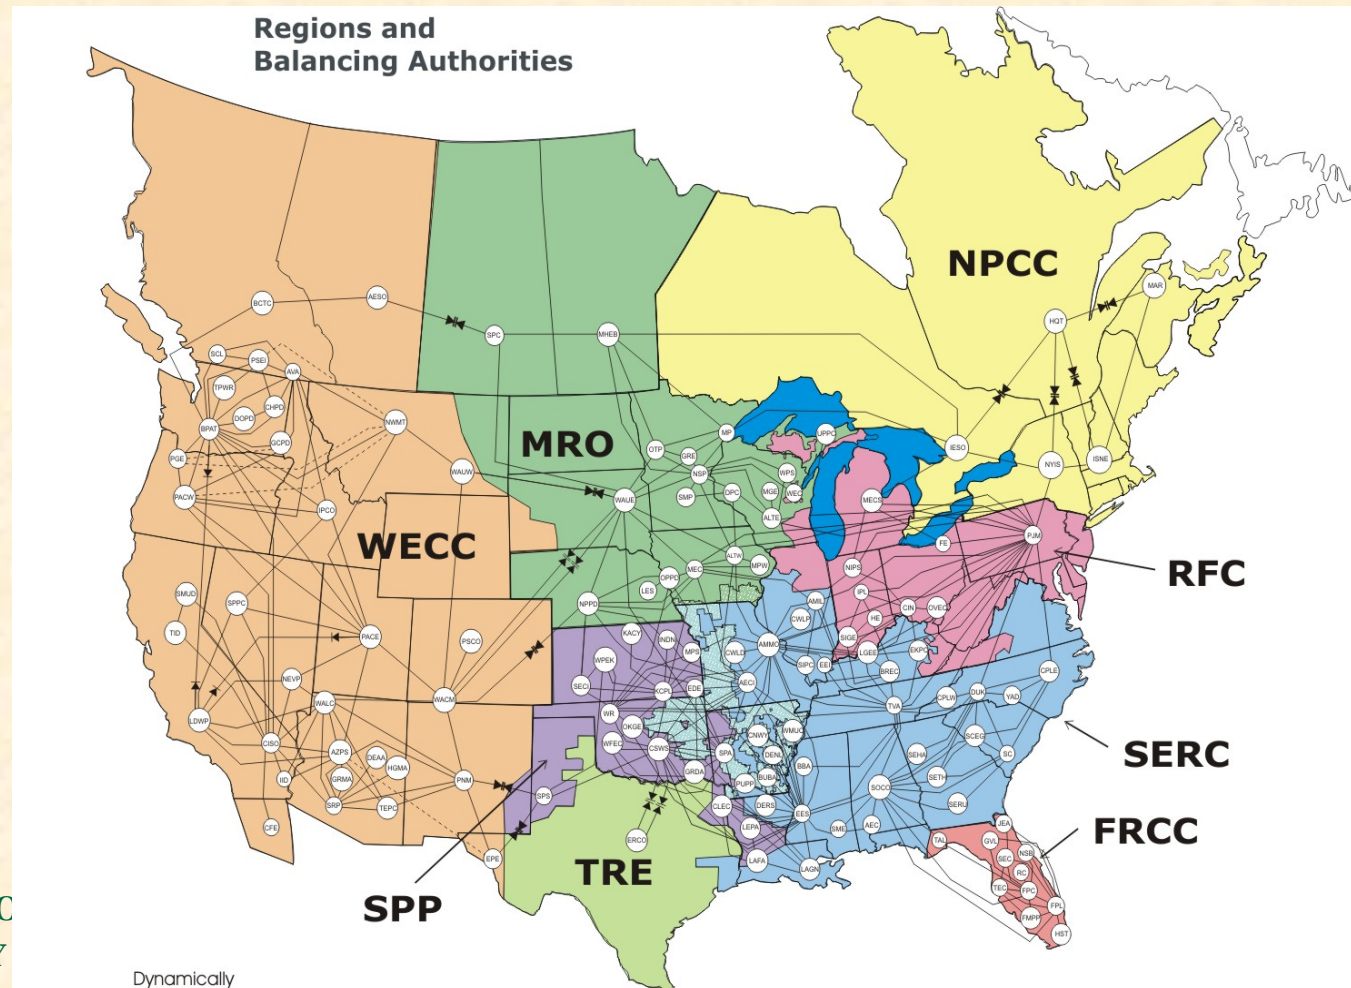 Regions and
Balancing Authorities
NPCC
MAR
BCTC
AESO
HQT
SPC
MHEB
SCL
PSEI
AVA
TPWR
CHPD
DOPD
NWMT
BPAT
GCPD
MRO
MP
UPPC
OTP
GRE
IESO
PGE
WAUW
NSP
WPS
NYIS
ISNE
PACW
WAUE
SMP
DPC
MGE
WEC
MECS
IPCO
ALTE
WECC
PJM
FE
ALTW
MPW
NIPS
RFC
MEC
OPPD
LES
SMUD
SPPC
NPPD
IPL
AMIL
CWLP
HE
CIN
OVEC
TID
PACE
PSCO
KACY
INDN
MPS
CWLD
AMMO
SIGE
LGEE
EKPC
WPEK
SIPC
EEI
BREC
CPLE
NEVP
SECI
KCPL
EDE
AECI
WALC
WACM
TVA
CPLW
DUK
YAD
LDWP
WR
OKGE
SERC
CISO
WFEC
CSWS
SPA
CNWY
WMUC
SCEG
AZPS
DEAA
HGMA
DENL
SEHA
SC
IID
GRMA
PNM
GRDA
PUPP
BUBA
BBA
SETH
SRP
TEPC
SPS
SOCO
CLEC
DERS
EES
SERU
CFE
ERCO
LEPA
SME
AEC
JEA
FRCC
TAL
GVL
NSB
EPE
TRE
LAFA
LAGN
SEC
RC
TEC
FPC
SPP
FPL
FMPP
HST
Dynamically